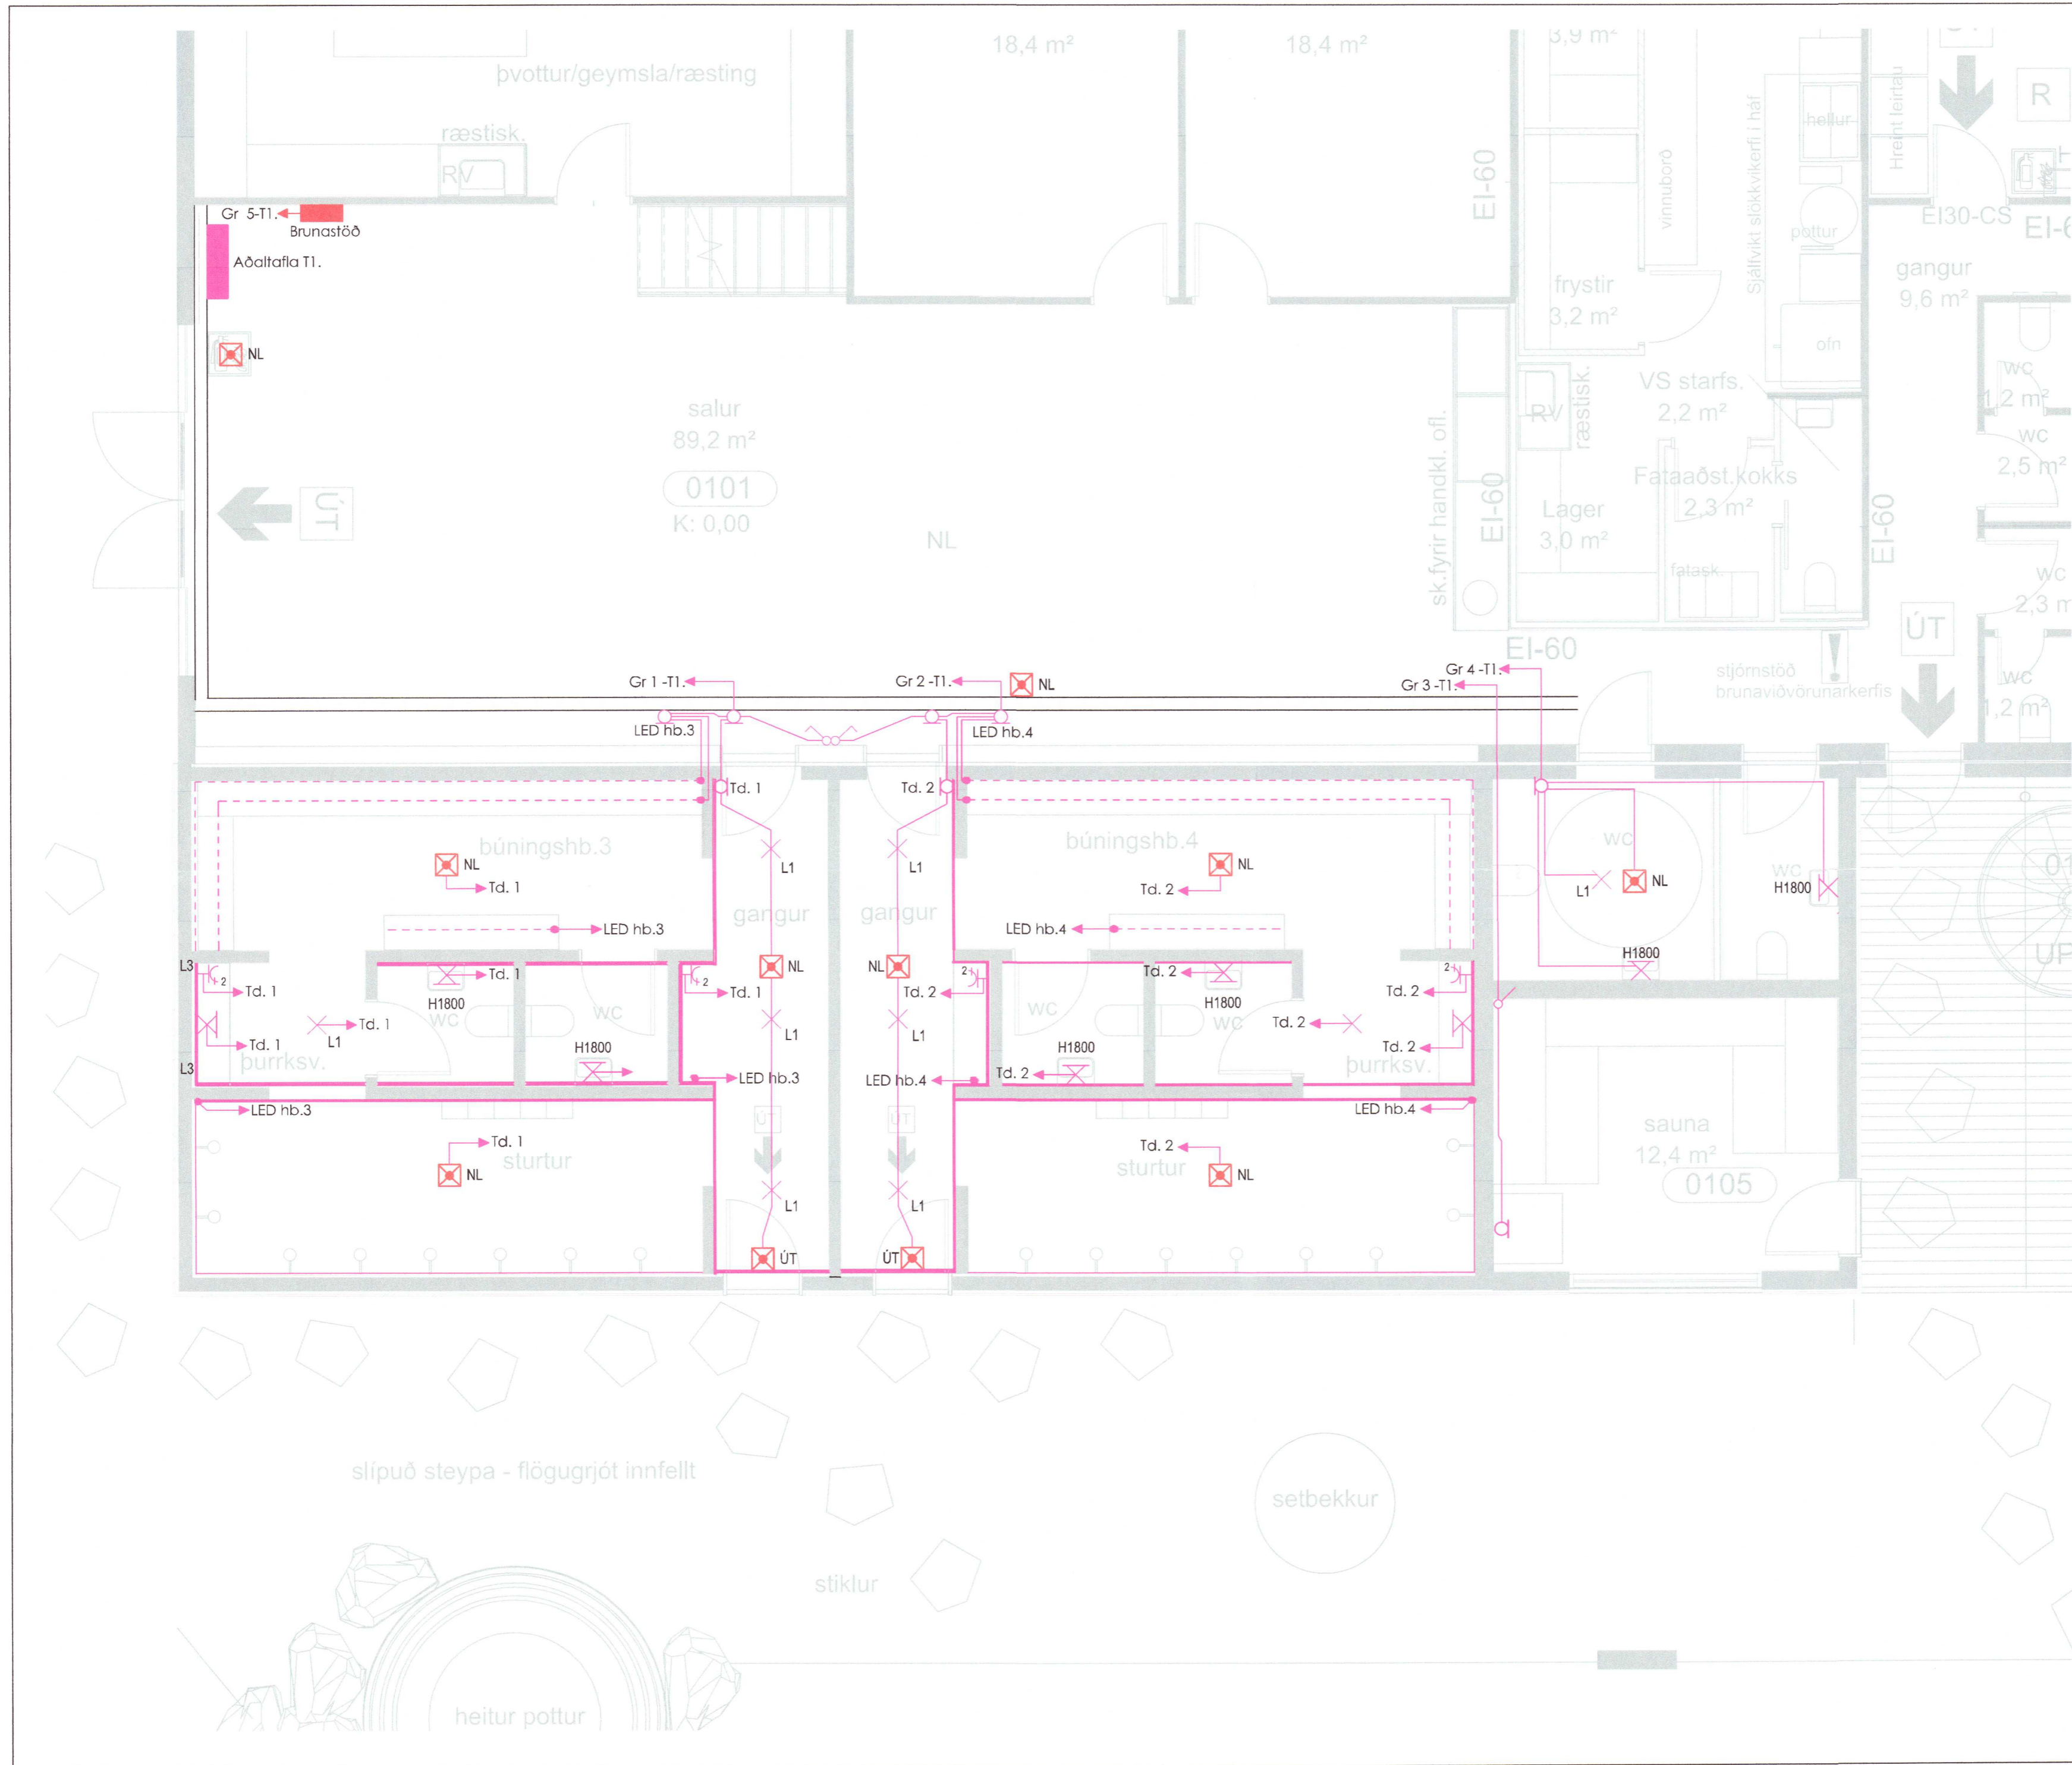 18,4 m²
18,4 m²
3,9 m²
þvottur/geymsla/ræsting
R
ræstisk.
RV
hellur
Hreint leirtau
Sjálfvikt slökkvikerfi í háf
vinnuborð
EI-60
Gr 5-T1.
Brunastöð
EI30-CS
pottur
Aðaltafla T1.
gangur
9,6 m²
frystir
3,2 m²
NL
ofn
VS starfs.
2,2 m²
RV
ræstisk.
wc
1,2 m²
salur
89,2 m²
0101
K: 0,00
wc
2,5 m²
ÚT
NL
sk.fyrir handkl. ofl.
EI-60
Fataaðst.kokks
2,3 m²
Lager
3,0 m²
EI-60
fatask.
wc
ÚT
EI-60
stjórnstöð
brunaviðvörunarkerfis
wc
1,2 m²
Gr 1 -T1.
Gr 2 -T1.
NL
Gr 4 -T1.
Gr 3 -T1.
LED hb.3
LED hb.4
Td. 1
Td. 2
búningshb.3
búningshb.4
wc
wc
NL
L1
L1
NL
Td. 1
Td. 2
L1
NL
H1800
gangur
gangur
LED hb.3
LED hb.4
UP
L3
2
Td. 1
Td. 1
H1800
wc
wc
2
Td. 1
NL
NL
2
Td. 2
wc
Td. 2
H1800
wc
2
Td. 2
H1800
Td. 1
L1
Td. 1
L1
L1
Td. 2
Td. 2
L3
þurrksv.
H1800
LED hb.3
LED hb.4
H1800
Td. 2
þurrksv.
LED hb.3
LED hb.4
ÚT
ÚT
sauna
12,4 m²
0105
Td. 1
sturtur
NL
Td. 2
sturtur
NL
L1
L1
ÚT
ÚT
slípuð steypa - flögugrjót innfellt
setbekkur
stiklur
heitur pottur